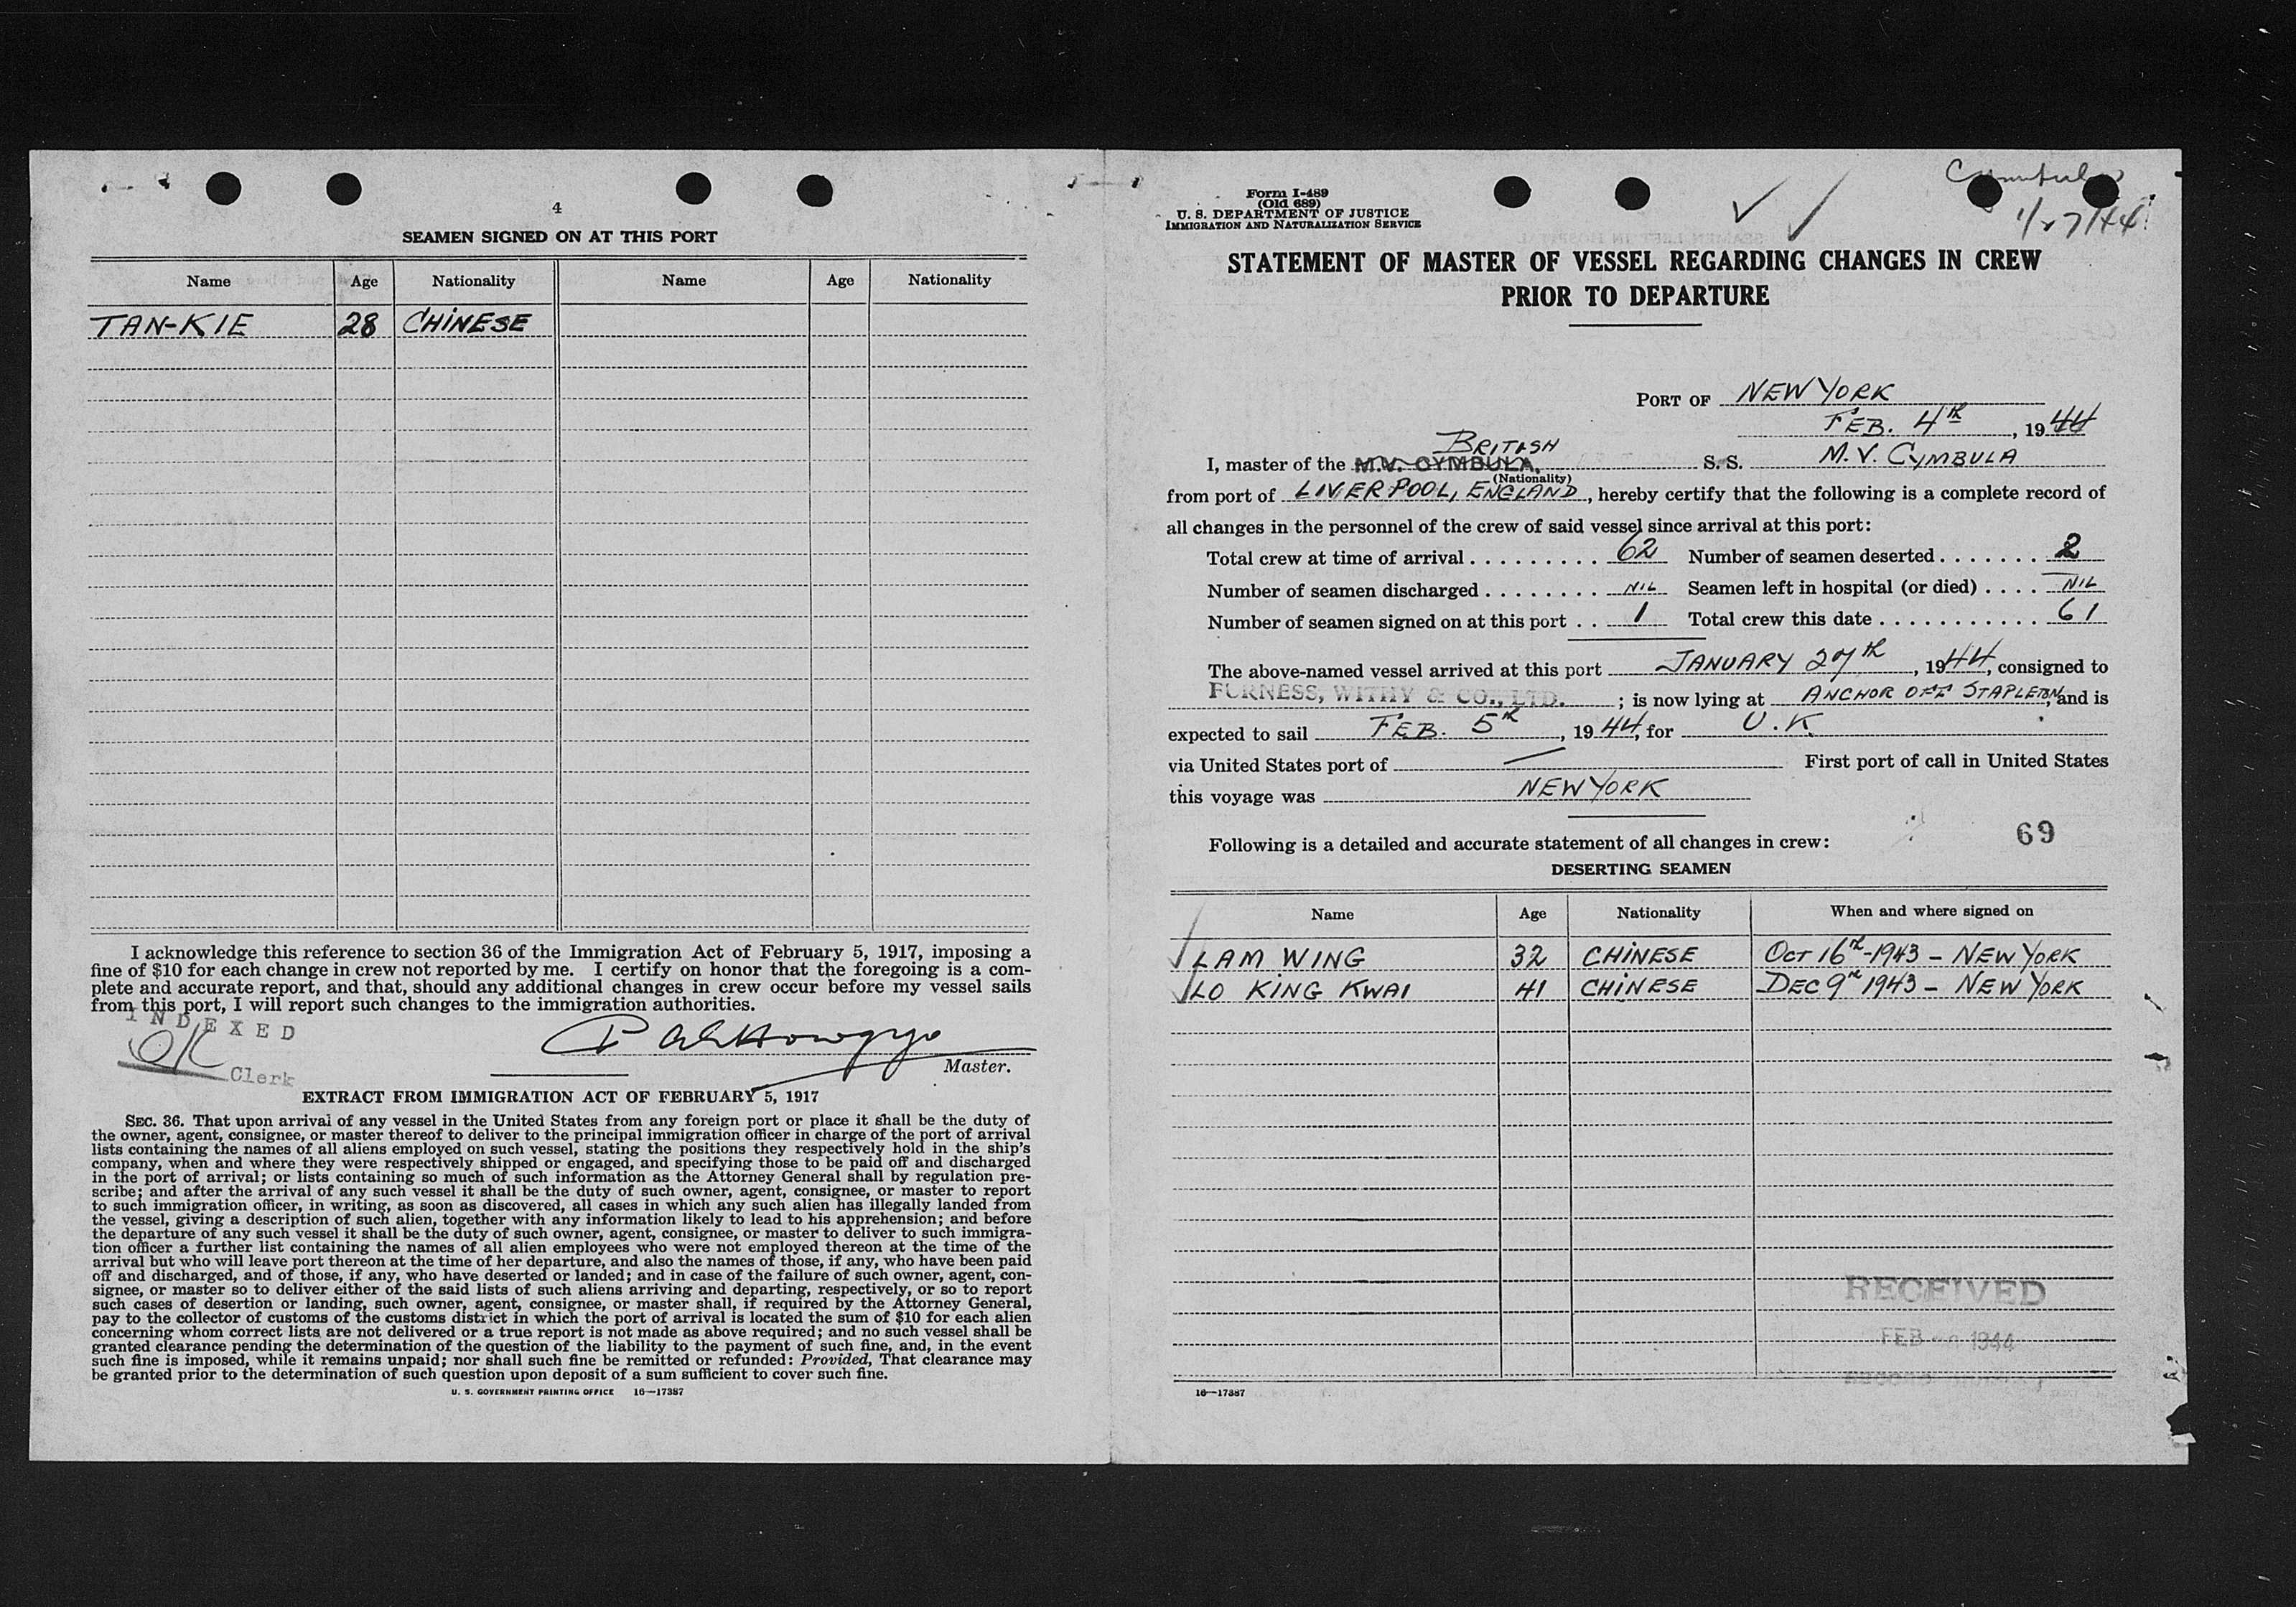 4
SEAMEN SIGNED ON AT THIS PORT
Name Age Nationality Name Age Nationality
TAN-KIE 28 CHINESE
I acknowledge this reference to section 36 of the Immigration Act of February 5, 1917, imposing a
fine of $10 for each change in crew not reported by me. I certify on honor that the foregoing is a com-
plete and accurate report, and that, should any additional changes in crew occur before my vessel sails
from this port, I will report such changes to the immigration authorities.
INDEXED
OK
Clerk
Master.
EXTRACT FROM IMMIGRATION ACT OF FEBRUARY 5, 1917
SEC. 36. That upon arrival of any vessel in the United States from any foreign port or place it shall be the duty of
the owner, agent, consignee, or master thereof to deliver to the principal immigration officer in charge of the port of arrival
lists containing the names of all aliens employed on such vessel, stating the positions they respectively hold in the ship's
company, when and where they were respectively shipped or engaged, and specifying those to be paid off and discharged
in the port of arrival; or lists containing so much of such information as the Attorney General shall by regulation pre-
scribe; and after the arrival of any such vessel it shall be the duty of such owner, agent, consignee, or master to report
to such immigration officer, in writing, as soon as discovered, all cases in which any such alien has illegally landed from
the vessel, giving a description of such alien, together with any information likely to lead to his apprehension; and before
the departure of any such vessel it shall be the duty of such owner, agent, consignee, or master to deliver to such immigra-
tion officer a further list containing the names of all alien employees who were not employed thereon at the time of the
arrival but who will leave port thereon at the time of her departure, and also the names of those, if any, who have been paid
off and discharged, and of those, if any, who have deserted or landed; and in case of the failure of such owner, agent, con-
signee, or master so to deliver either of the said lists of such aliens arriving and departing, respectively, or so to report
such cases of desertion or landing, such owner, agent, consignee, or master shall, if required by the Attorney General,
pay to the collector of customs of the customs district in which the port of arrival is located the sum of $10 for each alien
concerning whom correct lists are not delivered or a true report is not made as above required; and no such vessel shall be
granted clearance pending the determination of the question of the liability to the payment of such fine, and, in the event
such fine is imposed, while it remains unpaid; nor shall such fine be remitted or refunded: Provided, That clearance may
be granted prior to the determination of such question upon deposit of a sum sufficient to cover such fine.
U. S. GOVERNMENT PRINTING OFFICE 16—17387
Form I-489
(Old 689)
U. S. DEPARTMENT OF JUSTICE
IMMIGRATION AND NATURALIZATION SERVICE
Cymbula
1/27/44
STATEMENT OF MASTER OF VESSEL REGARDING CHANGES IN CREW
PRIOR TO DEPARTURE
PORT OF NEW YORK
FEB. 4th, 1944
BRITISH
I, master of the M.V. CYMBULA, S. S. M. V. CYMBULA
(Nationality)
from port of LIVERPOOL, ENGLAND, hereby certify that the following is a complete record of
all changes in the personnel of the crew of said vessel since arrival at this port:
Total crew at time of arrival . . . . . . . . . 62 Number of seamen deserted . . . . . . . 2
Number of seamen discharged . . . . . . . . NIL Seamen left in hospital (or died) . . . . NIL
Number of seamen signed on at this port . . 1 Total crew this date . . . . . . . . . . . . 61
The above-named vessel arrived at this port JANUARY 27th, 1944, consigned to
FURNESS, WITHY & CO., LTD. ; is now lying at ANCHOR OFF STAPLETON, and is
expected to sail FEB. 5th, 1944, for U.K.
via United States port of — First port of call in United States
this voyage was NEW YORK
69
Following is a detailed and accurate statement of all changes in crew:
DESERTING SEAMEN
Name Age Nationality When and where signed on
LAM WING 32 CHINESE OCT 16th-1943 - NEW YORK
LO KING KWAI 41 CHINESE DEC 9th 1943 - NEW YORK
RECEIVED
FEB 1944
16—17387